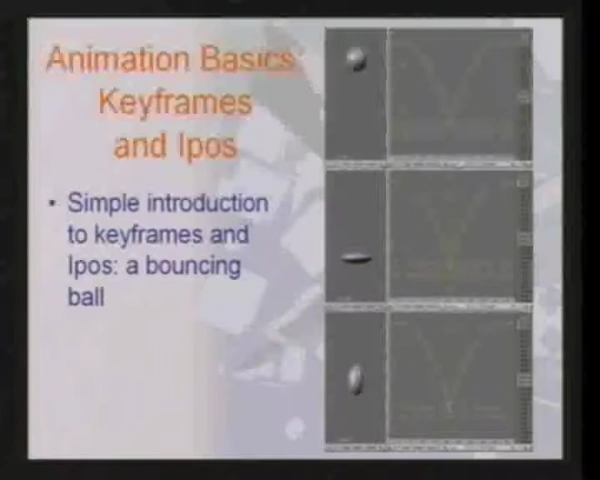 Animation Basics:
Keyframes
and Ipos
• Simple introduction
to keyframes and
Ipos: a bouncing
ball